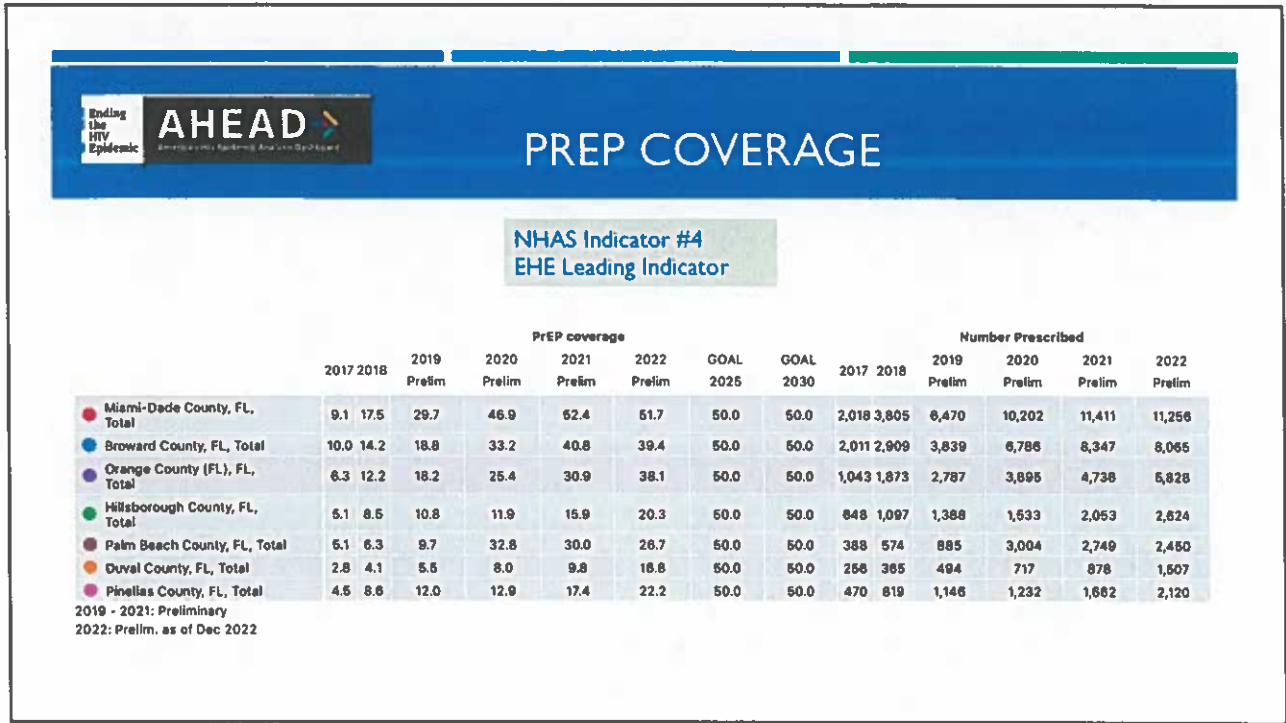 Ending
the
HIV
Epidemic
AHEAD
America's HIV Epidemic Analysis Dashboard
PREP COVERAGE
NHAS Indicator #4
EHE Leading Indicator
PrEP coverage Number Prescribed
2017 2018 2019 Prelim 2020 Prelim 2021 Prelim 2022 Prelim GOAL 2025 GOAL 2030 2017 2018 2019 Prelim 2020 Prelim 2021 Prelim 2022 Prelim
Miami-Dade County, FL, Total 9.1 17.5 29.7 46.9 52.4 51.7 50.0 50.0 2,018 3,805 6,470 10,202 11,411 11,256
Broward County, FL, Total 10.0 14.2 18.8 33.2 40.8 39.4 50.0 50.0 2,011 2,909 3,839 6,786 8,347 8,065
Orange County (FL), FL, Total 6.3 12.2 18.2 25.4 30.9 38.1 50.0 50.0 1,043 1,873 2,787 3,895 4,738 5,828
Hillsborough County, FL, Total 5.1 8.5 10.8 11.9 15.9 20.3 50.0 50.0 648 1,097 1,388 1,533 2,053 2,624
Palm Beach County, FL, Total 5.1 6.3 9.7 32.8 30.0 26.7 50.0 50.0 388 574 885 3,004 2,749 2,450
Duval County, FL, Total 2.8 4.1 5.5 8.0 9.8 16.8 50.0 50.0 256 365 494 717 878 1,507
Pinellas County, FL, Total 4.5 8.6 12.0 12.9 17.4 22.2 50.0 50.0 470 819 1,146 1,232 1,662 2,120
2019 - 2021: Preliminary
2022: Prelim. as of Dec 2022